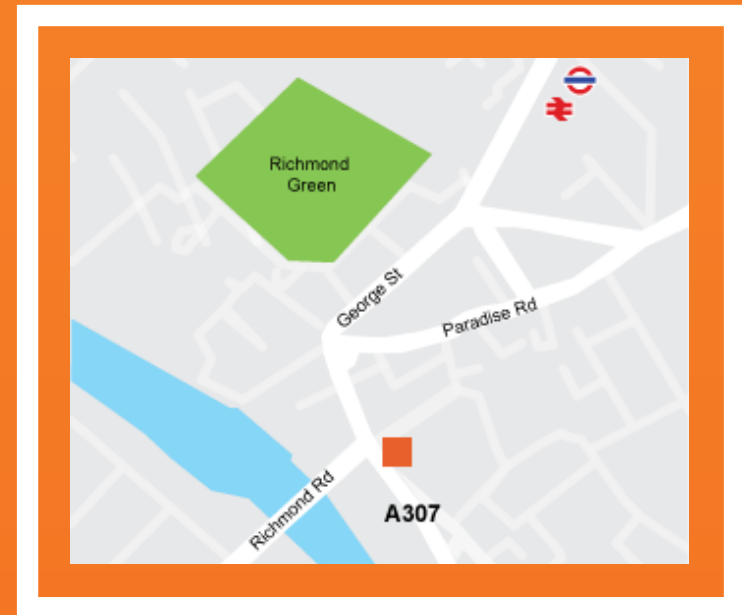 Richmond
Green
George St
Paradise Rd
Richmond Rd
A307